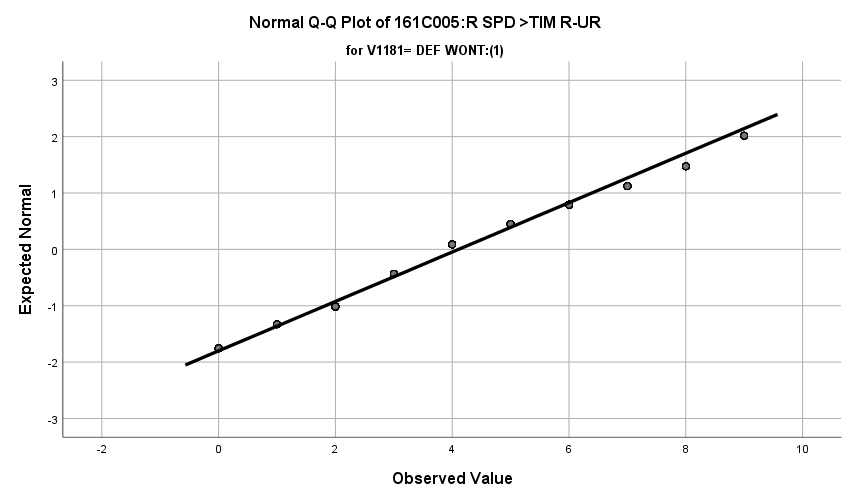 Normal Q-Q Plot of 161C005:R SPD >TIM R-UR
for V1181= DEF WONT:(1)
3
2
1
0
-1
-2
-3
Expected Normal
-2 0 2 4 6 8 10
Observed Value